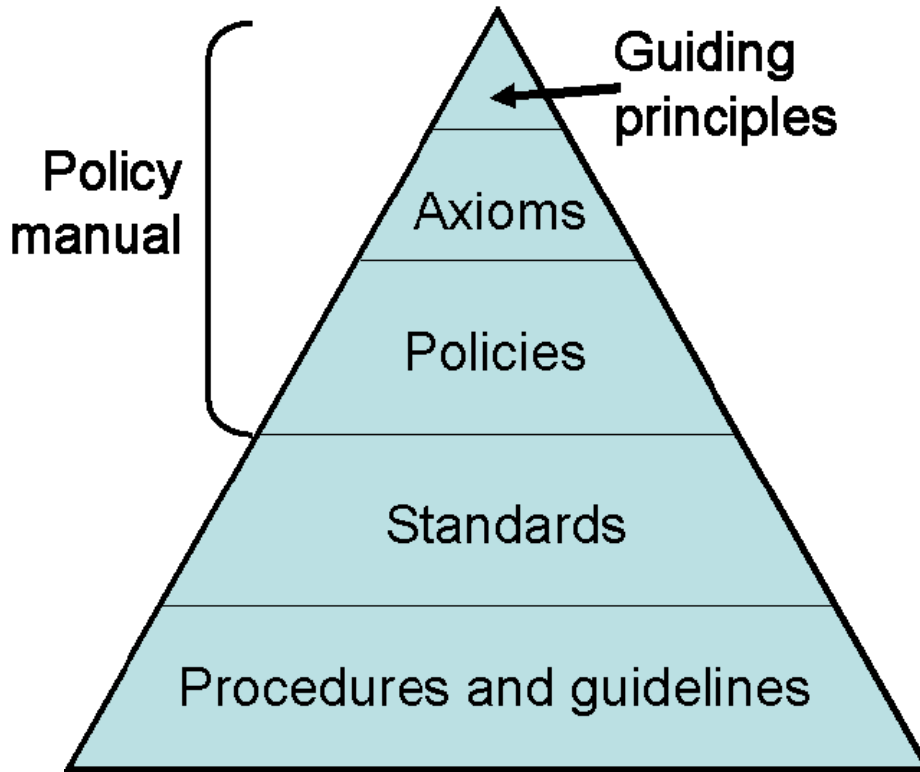 Guiding
principles
Policy
manual
Axioms
Policies
Standards
Procedures and guidelines